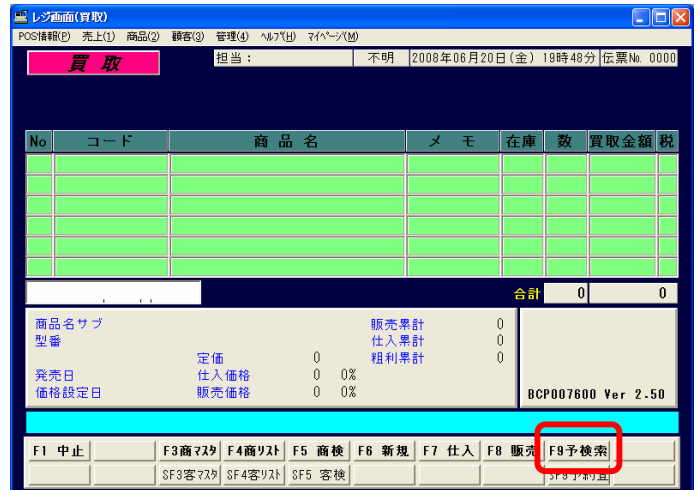 レジ画面(買取)
POS情報(P) 売上(1) 商品(2) 顧客(3) 管理(4) ヘルプ(H) マイページ(M)
買 取 担当： 不明 2008年06月20日(金) 19時48分 伝票No. 0000
No コード 商 品 名 メ モ 在庫 数 買取金額 税
合計 0 0
商品名サブ 販売累計 0
型番 仕入累計 0
定価 0 粗利累計 0
発売日 仕入価格 0 0%
価格設定日 販売価格 0 0% BCP007600 Ver 2.50
F1 中止 F3商マスタ F4商リスト F5 商検 F6 新規 F7 仕入 F8 販売 F9予検索
SF3客マスタ SF4客リスト SF5 客検 SF9予約宣